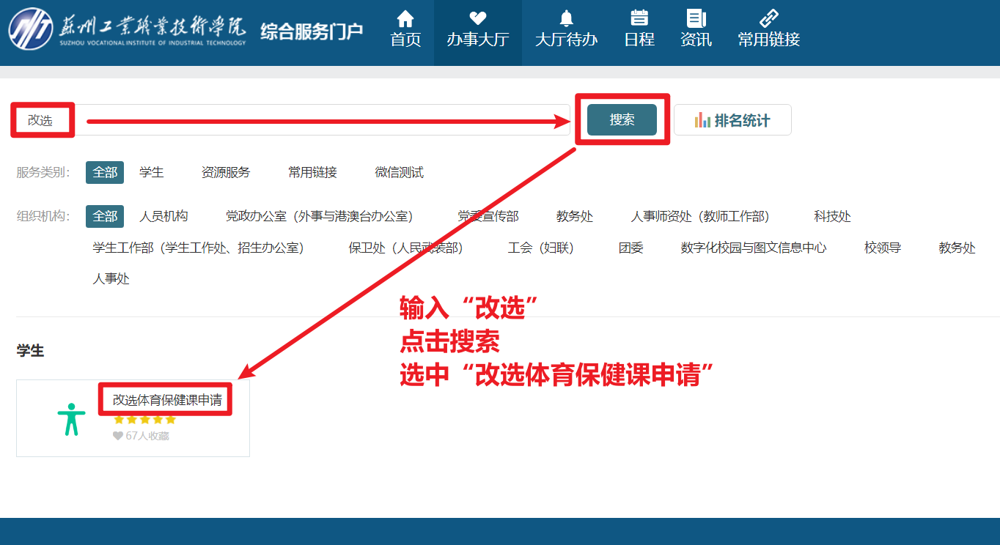 蘇州工業職業技術學院
SUZHOU VOCATIONAL INSTITUTE OF INDUSTRIAL TECHNOLOGY
综合服务门户
首页 办事大厅 大厅待办 日程 资讯 常用链接
改选 搜索 排名统计
服务类别: 全部 学生 资源服务 常用链接 微信测试
组织机构: 全部 人员机构 党政办公室（外事与港澳台办公室） 党委宣传部 教务处 人事师资处（教师工作部） 科技处
学生工作部（学生工作处、招生办公室） 保卫处（人民武装部） 工会（妇联） 团委 数字化校园与图文信息中心 校领导 教务处
人事处
输入“改选”
点击搜索
选中“改选体育保健课申请”
学生
改选体育保健课申请
67人收藏